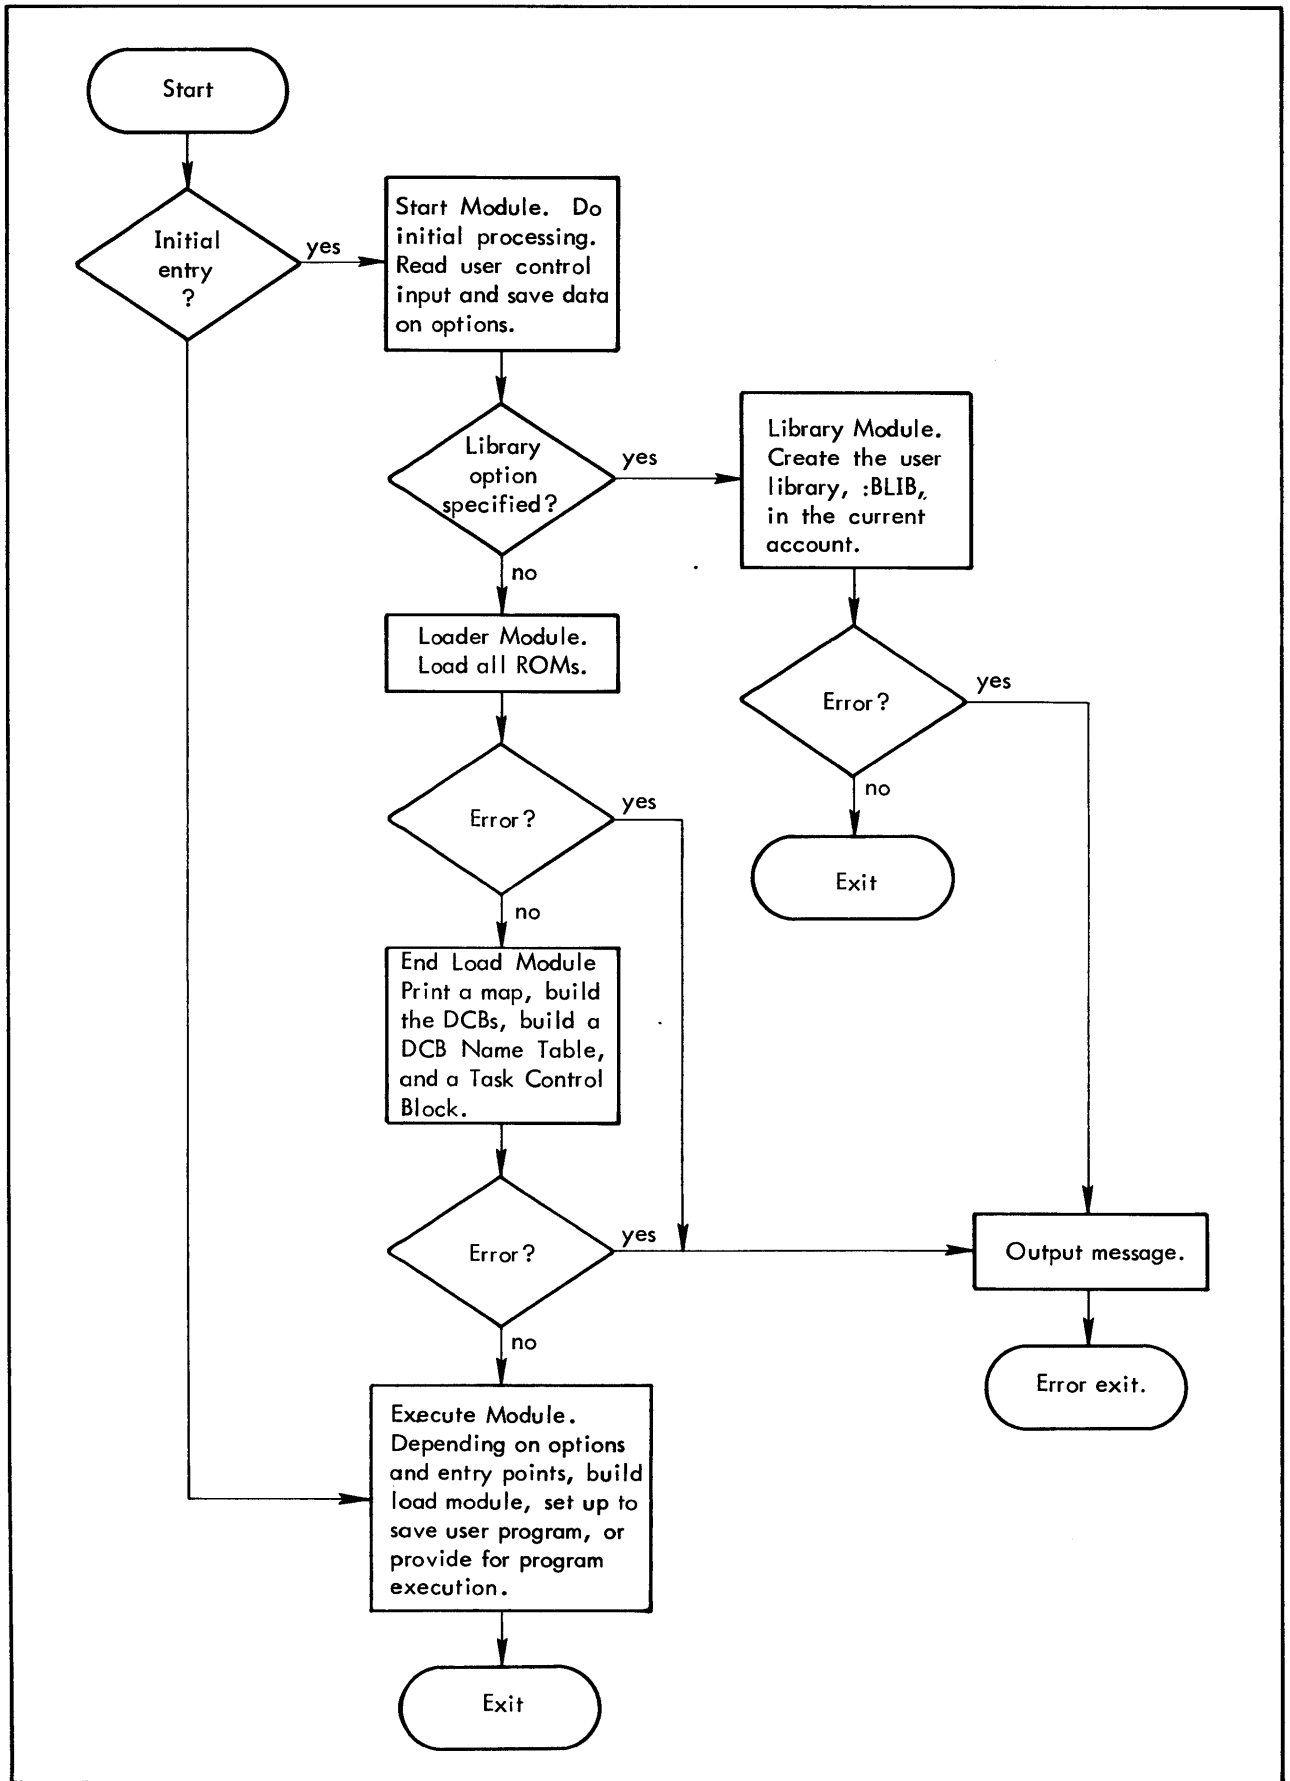 Start
Initial
entry
?
yes
Start Module. Do
initial processing.
Read user control
input and save data
on options.
Library
option
specified?
yes
Library Module.
Create the user
library, :BLIB,
in the current
account.
no
Loader Module.
Load all ROMs.
Error?
yes
no
Exit
Error?
yes
no
End Load Module
Print a map, build
the DCBs, build a
DCB Name Table,
and a Task Control
Block.
Error?
yes
Output message.
Error exit.
no
Execute Module.
Depending on options
and entry points, build
load module, set up to
save user program, or
provide for program
execution.
Exit